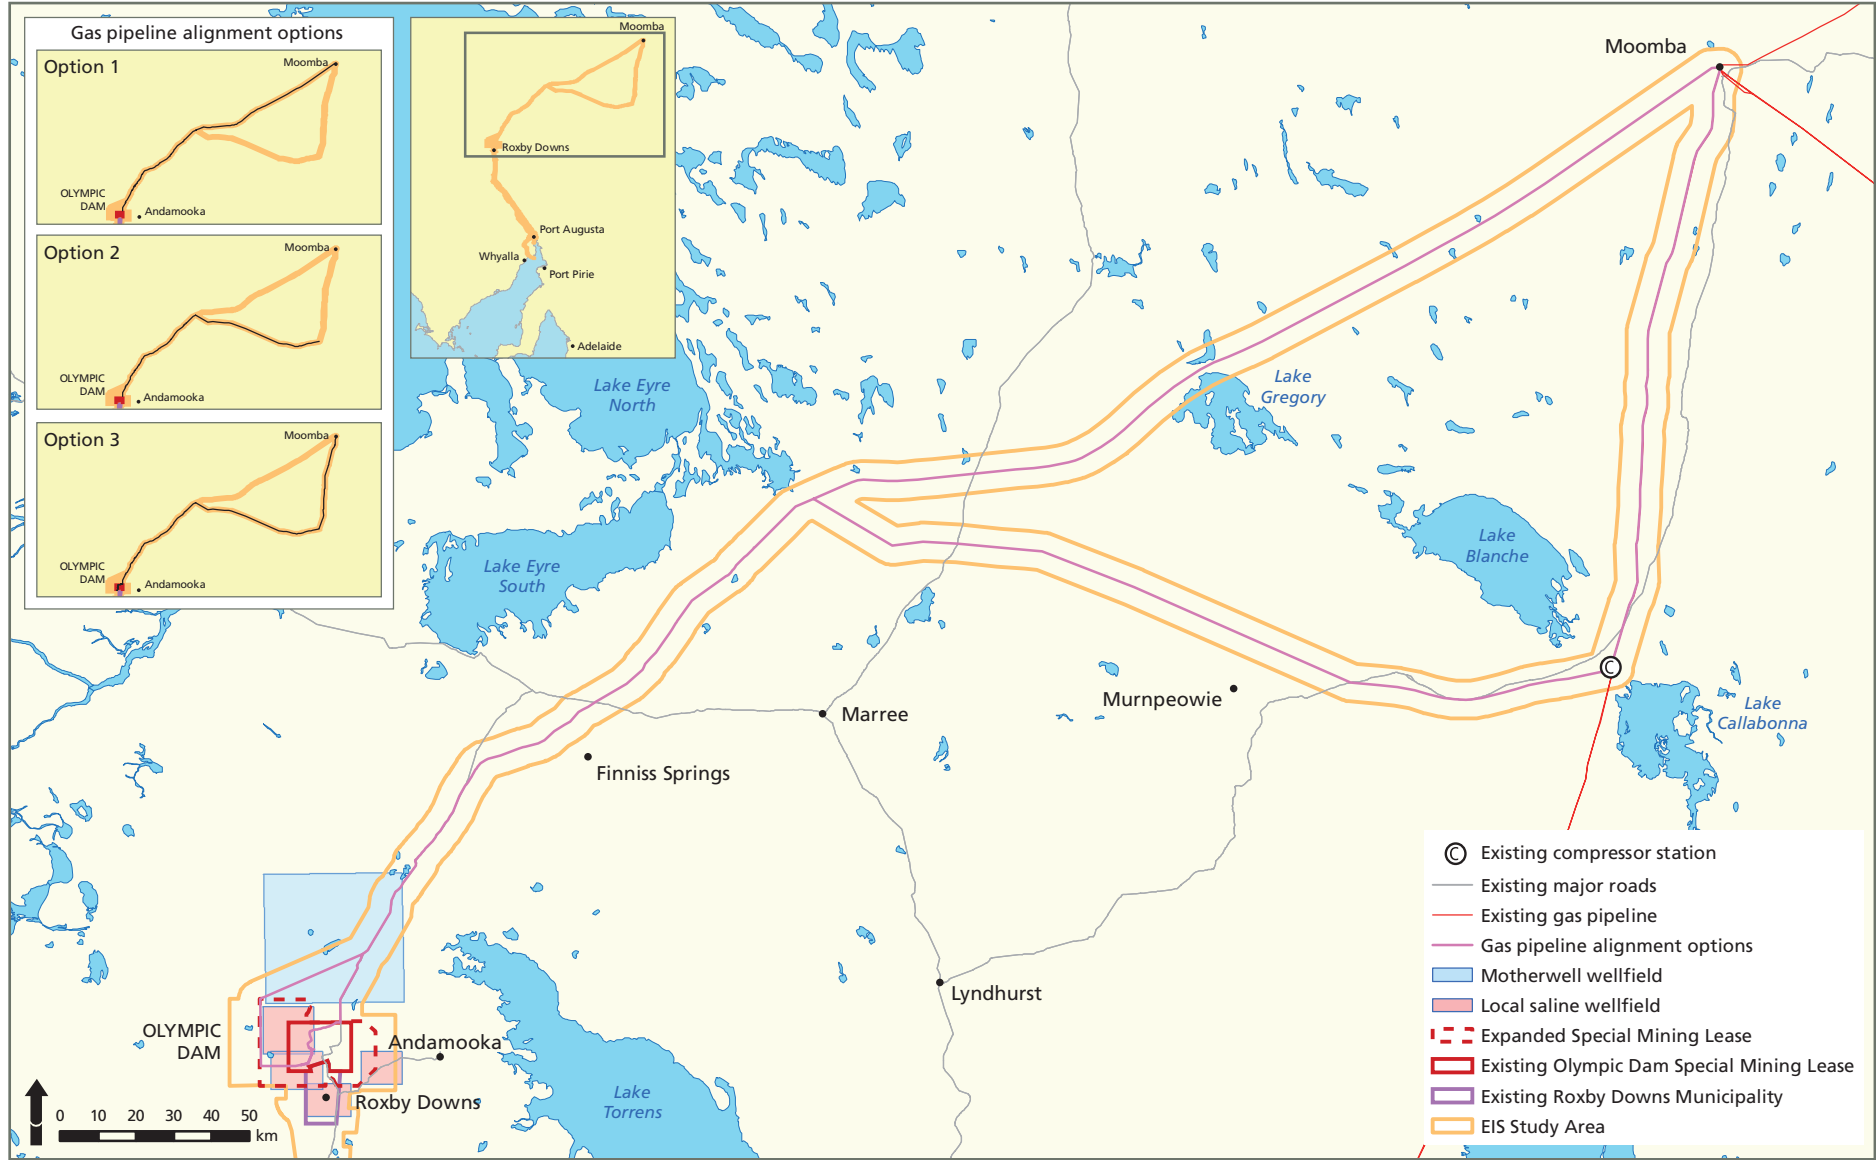 Gas pipeline alignment options
Option 1
Moomba
OLYMPIC
DAM
Andamooka
Option 2
Moomba
OLYMPIC
DAM
Andamooka
Option 3
Moomba
OLYMPIC
DAM
Andamooka
Moomba
Roxby Downs
Port Augusta
Whyalla
Port Pirie
Adelaide
Moomba
Lake Eyre
North
Lake
Gregory
Lake Eyre
South
Lake
Blanche
C
Marree
Murnpeowie
Lake
Callabonna
Finniss Springs
Lyndhurst
OLYMPIC
DAM
Andamooka
Roxby Downs
Lake
Torrens
0 10 20 30 40 50
km
C Existing compressor station
Existing major roads
Existing gas pipeline
Gas pipeline alignment options
Motherwell wellfield
Local saline wellfield
Expanded Special Mining Lease
Existing Olympic Dam Special Mining Lease
Existing Roxby Downs Municipality
EIS Study Area